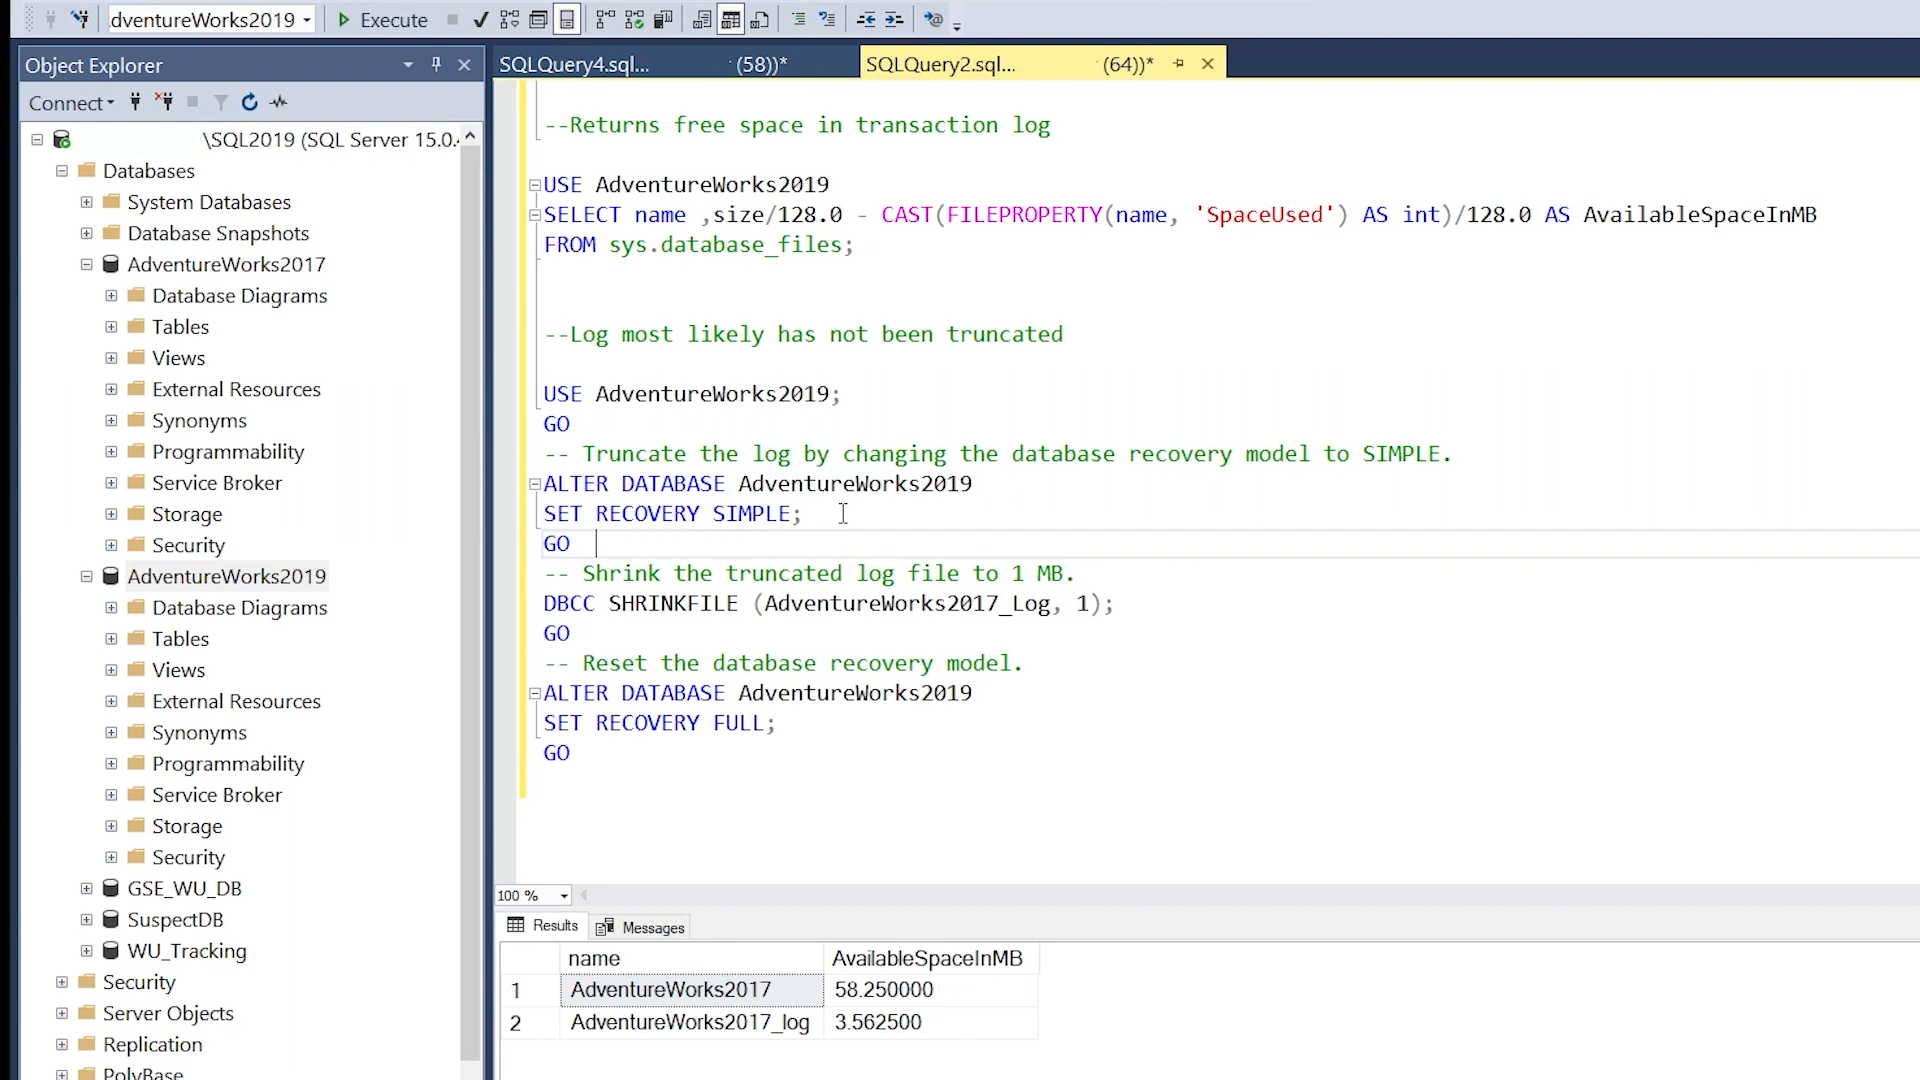 .dventureWorks2019 Execute
Object Explorer
SQLQuery4.sql... (58))*
SQLQuery2.sql... (64))*
Connect
\SQL2019 (SQL Server 15.0.
Databases
System Databases
Database Snapshots
AdventureWorks2017
Database Diagrams
Tables
Views
External Resources
Synonyms
Programmability
Service Broker
Storage
Security
AdventureWorks2019
Database Diagrams
Tables
Views
External Resources
Synonyms
Programmability
Service Broker
Storage
Security
GSE_WU_DB
SuspectDB
WU_Tracking
Security
Server Objects
Replication
PolyBase
--Returns free space in transaction log
USE AdventureWorks2019
SELECT name ,size/128.0 - CAST(FILEPROPERTY(name, 'SpaceUsed') AS int)/128.0 AS AvailableSpaceInMB
FROM sys.database_files;
--Log most likely has not been truncated
USE AdventureWorks2019;
GO
-- Truncate the log by changing the database recovery model to SIMPLE.
ALTER DATABASE AdventureWorks2019
SET RECOVERY SIMPLE;
GO
-- Shrink the truncated log file to 1 MB.
DBCC SHRINKFILE (AdventureWorks2017_Log, 1);
GO
-- Reset the database recovery model.
ALTER DATABASE AdventureWorks2019
SET RECOVERY FULL;
GO
100 %
Results Messages
name AvailableSpaceInMB
1 AdventureWorks2017 58.250000
2 AdventureWorks2017_log 3.562500